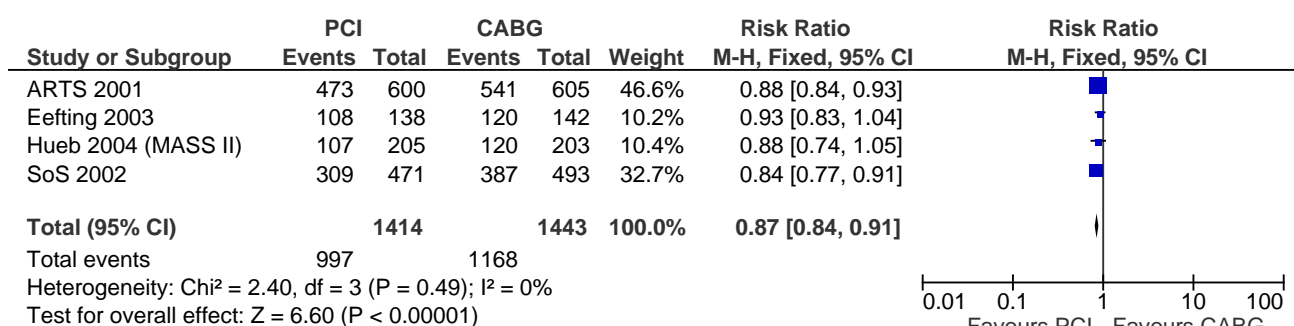 PCI CABG Risk Ratio Risk Ratio
Study or Subgroup Events Total Events Total Weight M-H, Fixed, 95% CI M-H, Fixed, 95% CI
ARTS 2001 473 600 541 605 46.6% 0.88 [0.84, 0.93]
Eefting 2003 108 138 120 142 10.2% 0.93 [0.83, 1.04]
Hueb 2004 (MASS II) 107 205 120 203 10.4% 0.88 [0.74, 1.05]
SoS 2002 309 471 387 493 32.7% 0.84 [0.77, 0.91]
Total (95% CI) 1414 1443 100.0% 0.87 [0.84, 0.91]
Total events 997 1168
Heterogeneity: Chi² = 2.40, df = 3 (P = 0.49); I² = 0%
Test for overall effect: Z = 6.60 (P < 0.00001)
0.01 0.1 1 10 100
Favours PCI Favours CABG